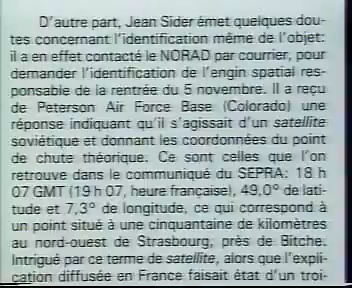 D'autre part, Jean Sider émet quelques dou-
tes concernant l'identification même de l'objet:
il a en effet contacté le NORAD par courrier, pour
demander l'identification de l'engin spatial res-
ponsable de la rentrée du 5 novembre. Il a reçu
de Peterson Air Force Base (Colorado) une
réponse indiquant qu'il s'agissait d'un satellite
soviétique et donnant les coordonnées du point
de chute théorique. Ce sont celles que l'on
retrouve dans le communiqué du SEPRA: 18 h
07 GMT (19 h 07, heure française), 49,0° de lati-
tude et 7,3° de longitude, ce qui correspond à
un point situé à une cinquantaine de kilomètres
au nord-ouest de Strasbourg, près de Bitche.
Intrigué par ce terme de satellite, alors que l'expli-
cation diffusée en France faisait état d'un troi-